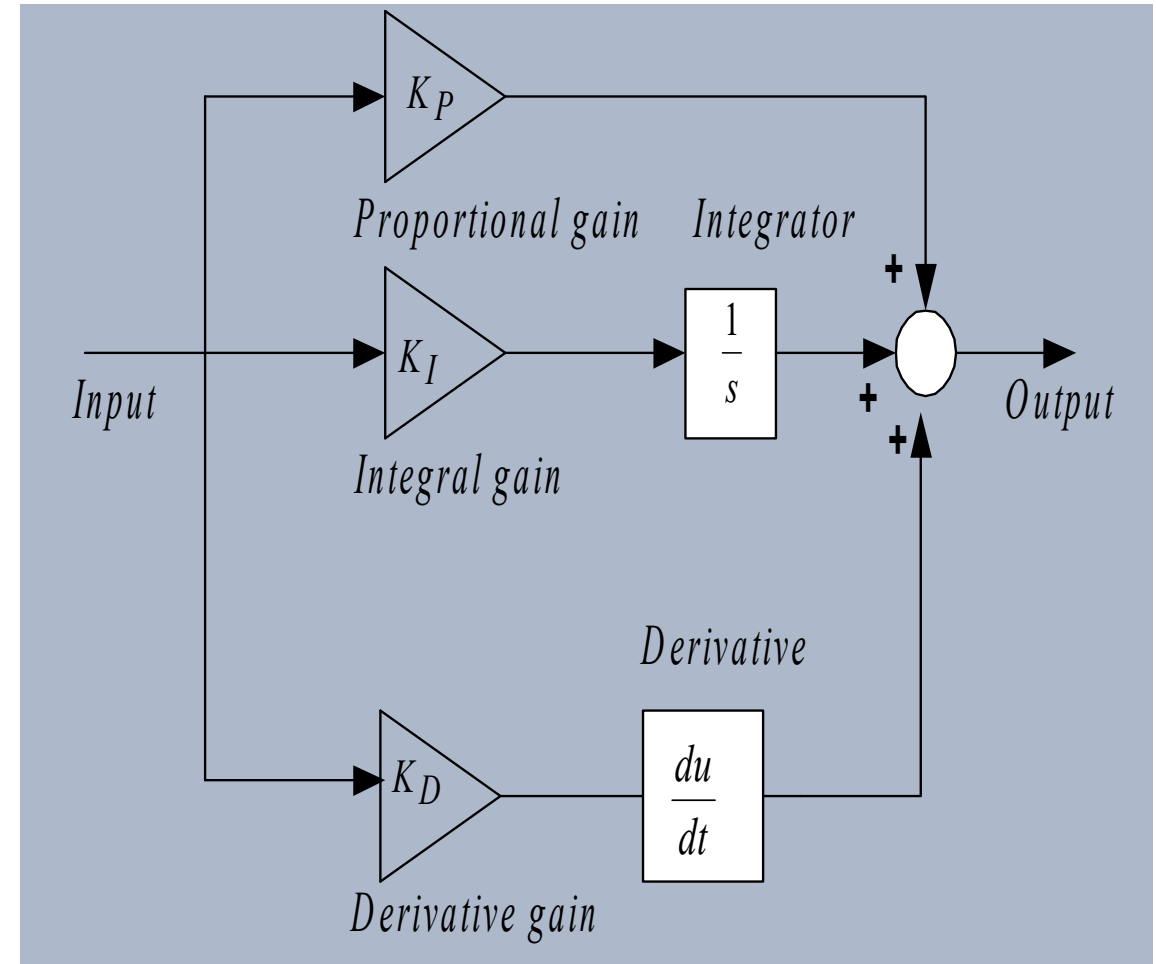 K_P
Proportional gain
Integrator
+
K_I
1
s
Input
+
Output
+
Integral gain
Derivative
K_D
du
dt
Derivative gain